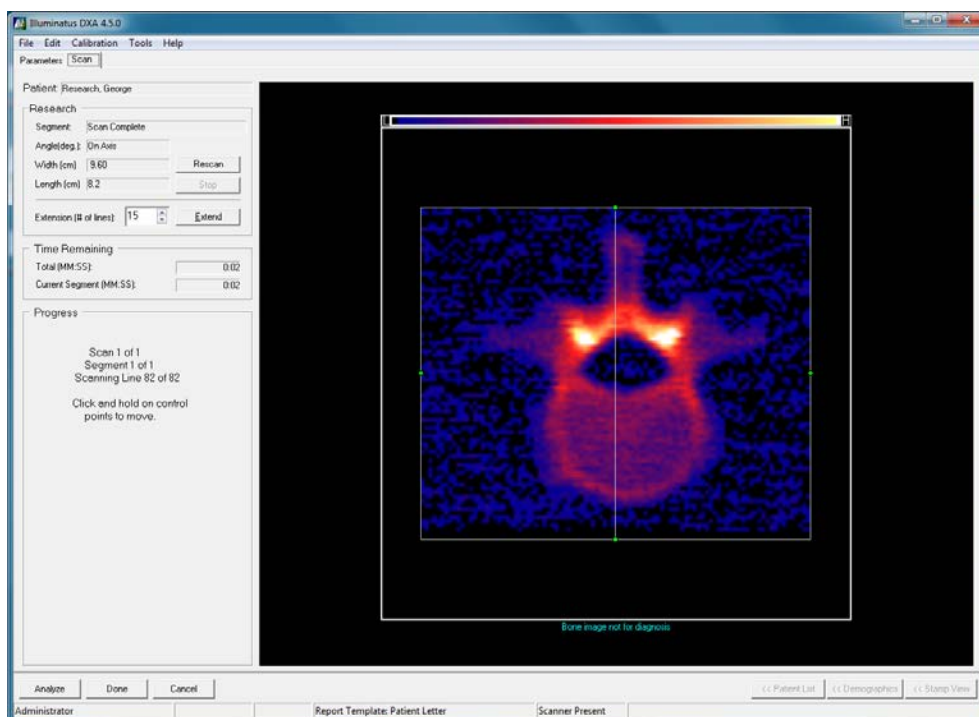 Illuminatus DXA 4.5.0
File Edit Calibration Tools Help
Parameters Scan
Patient: Research, George
Research
Segment: Scan Complete
Angle(deg.): On Axis
Width (cm) 9.60 Rescan
Length (cm) 8.2 Stop
Extension (# of lines): 15 Extend
Time Remaining
Total (MM:SS): 0:02
Current Segment (MM:SS): 0:02
Progress
Scan 1 of 1
Segment 1 of 1
Scanning Line 82 of 82
Click and hold on control
points to move.
L H
Bone image not for diagnosis
Analyze Done Cancel << Patient List << Demographics << Stamp View
Administrator Report Template: Patient Letter Scanner Present